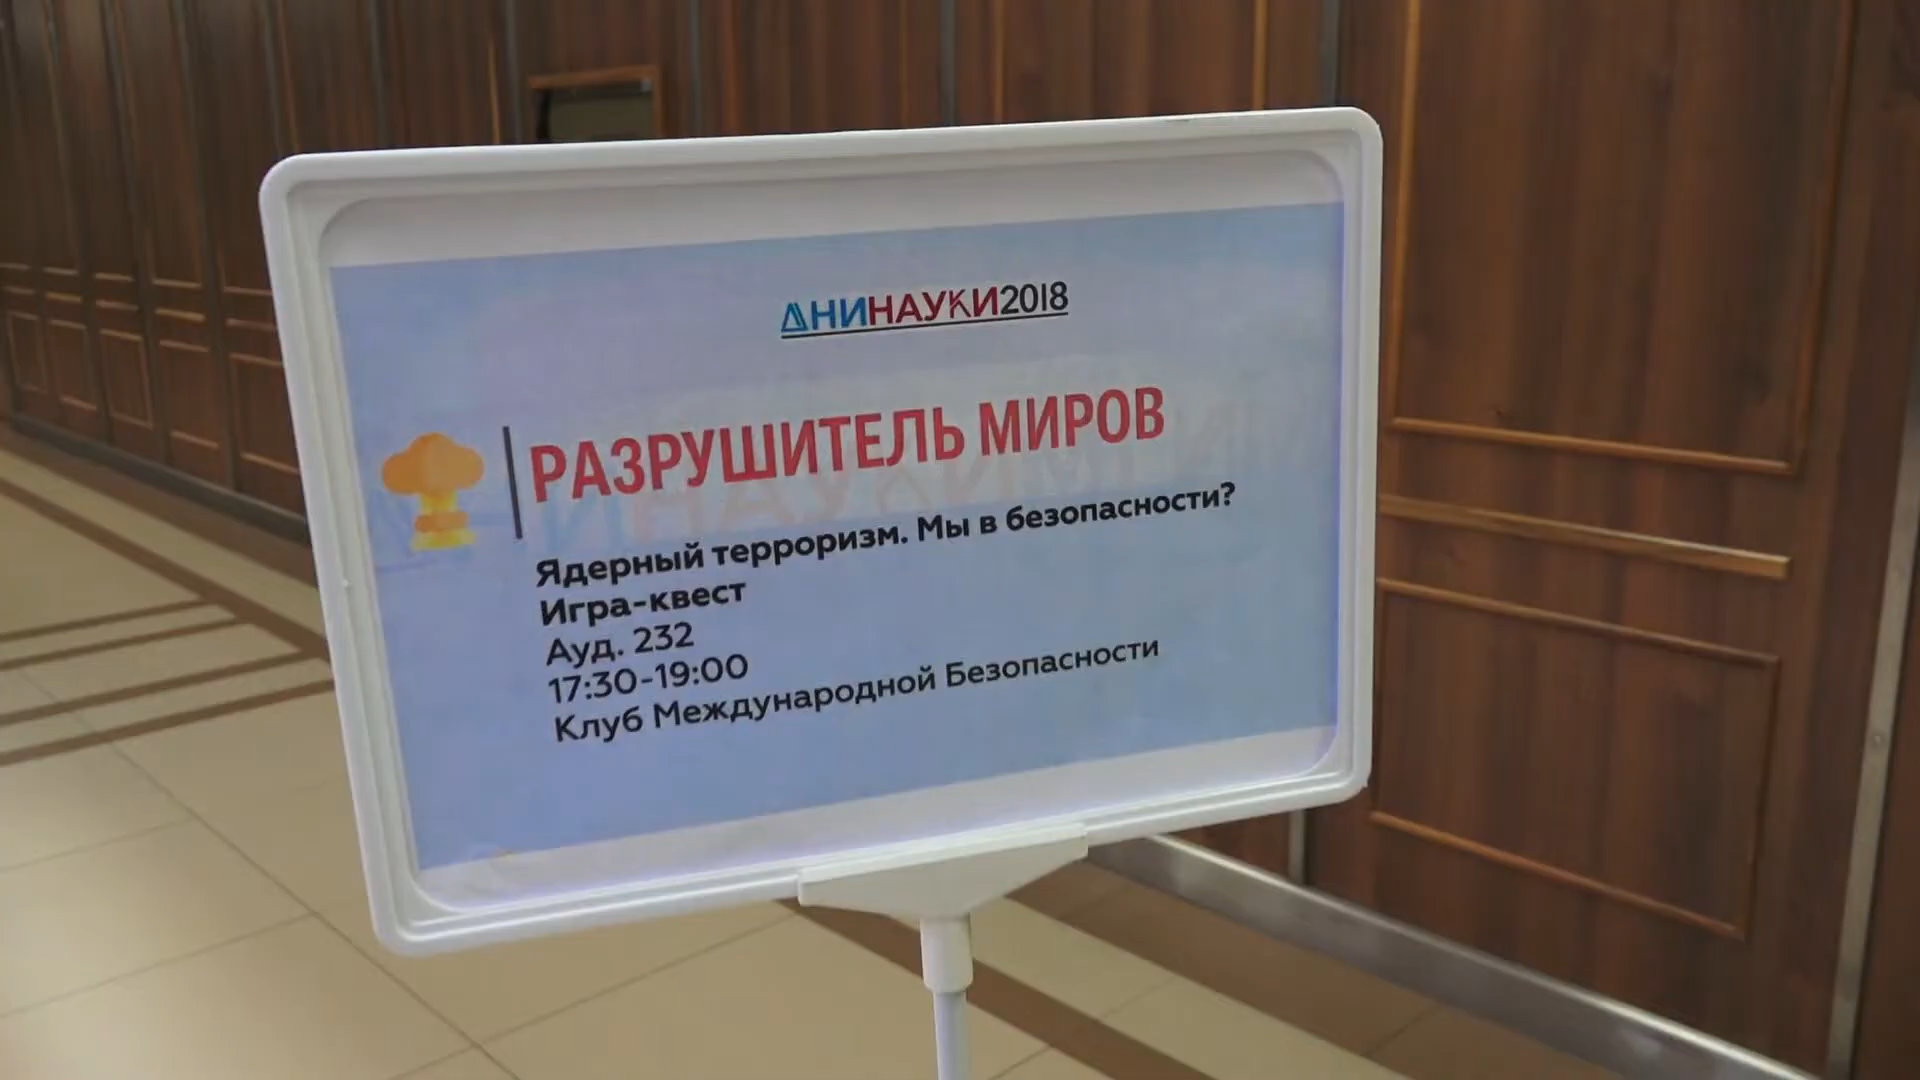 ДНИНАУКИ2018
РАЗРУШИТЕЛЬ МИРОВ
Ядерный терроризм. Мы в безопасности?
Игра-квест
Ауд. 232
17:30-19:00
Клуб Международной Безопасности